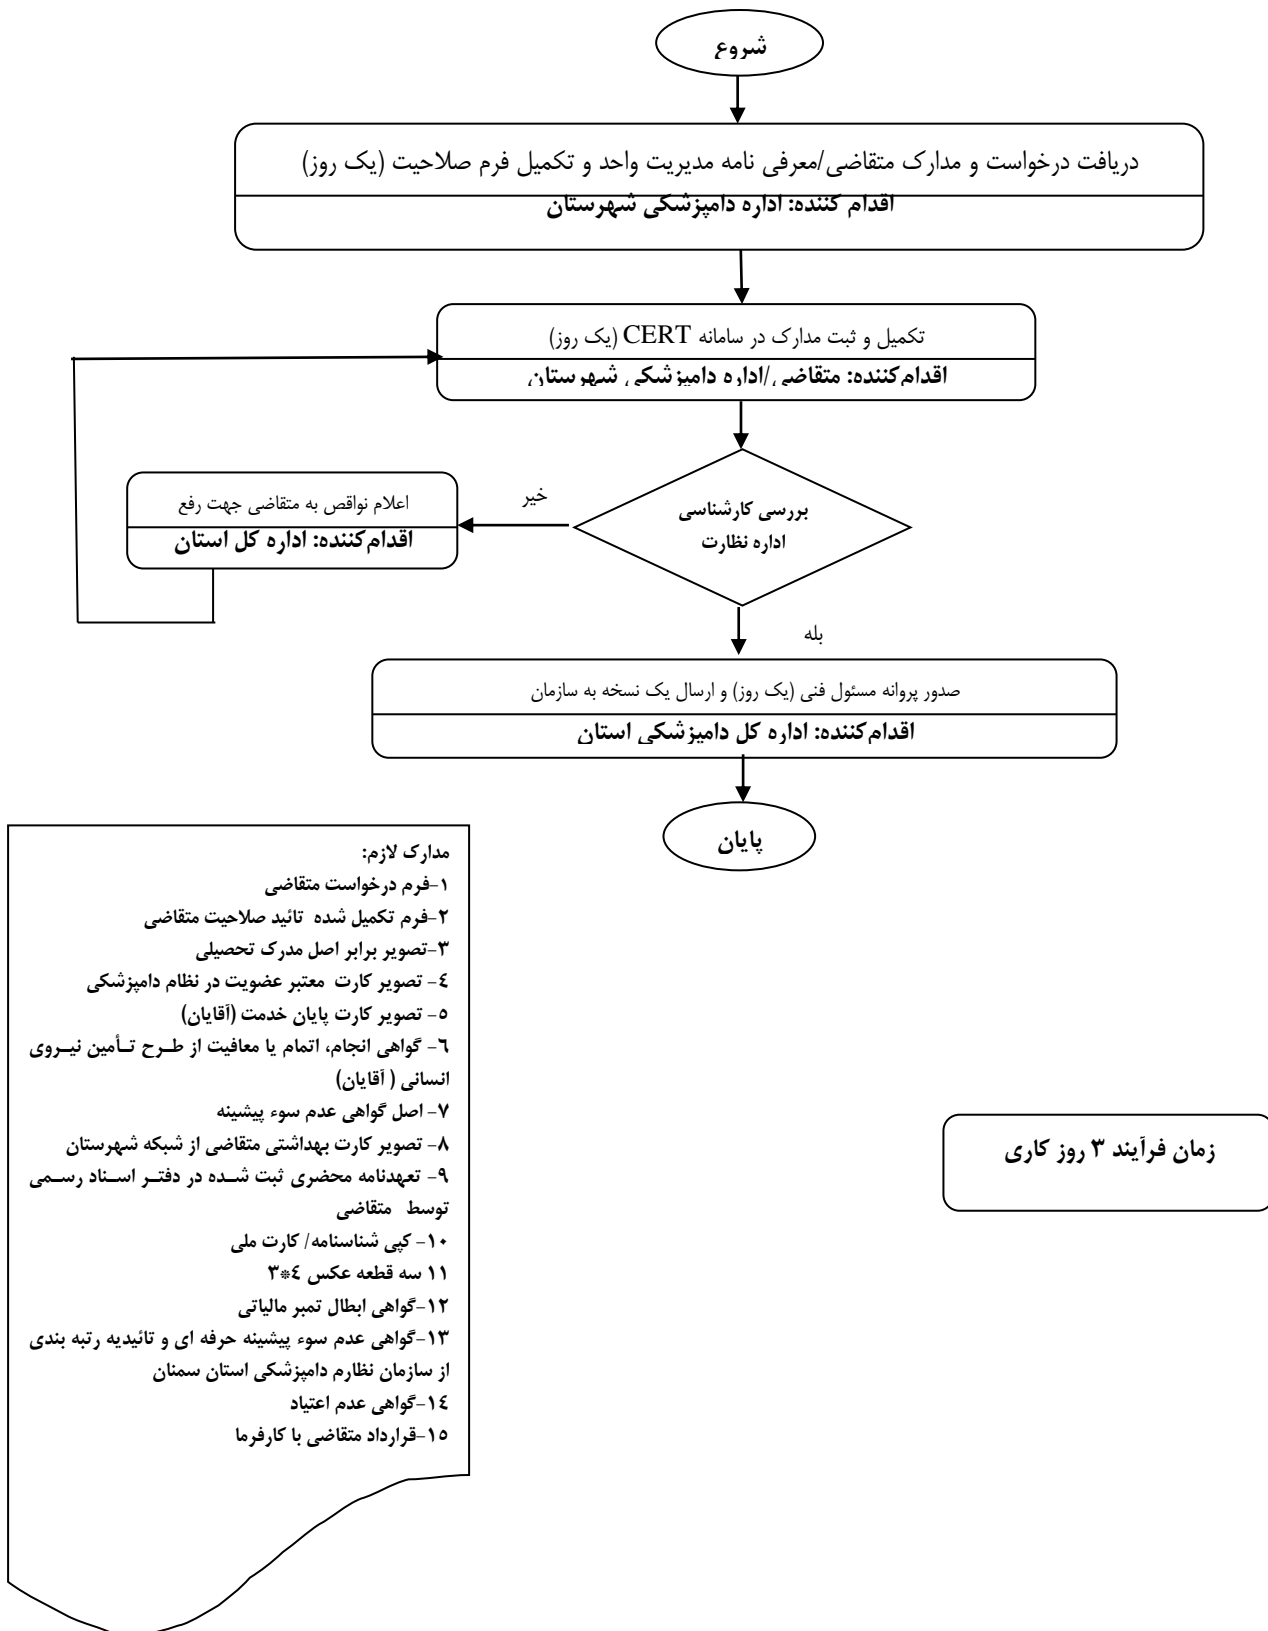 شروع
دریافت درخواست و مدارک متقاضی/معرفی نامه مدیریت واحد و تکمیل فرم صلاحیت (یک روز)
اقدام کننده: اداره دامپزشکی شهرستان
تکمیل و ثبت مدارک در سامانه CERT (یک روز)
اقدام‌کننده: متقاضی/اداره دامپزشکی شهرستان
بررسی کارشناسی
اداره نظارت
خیر
اعلام نواقص به متقاضی جهت رفع
اقدام‌کننده: اداره کل استان
بله
صدور پروانه مسئول فنی (یک روز) و ارسال یک نسخه به سازمان
اقدام‌کننده: اداره کل دامپزشکی استان
پایان
مدارک لازم:
۱-فرم درخواست متقاضی
۲-فرم تکمیل شده تائید صلاحیت متقاضی
۳-تصویر برابر اصل مدرک تحصیلی
٤- تصویر کارت معتبر عضویت در نظام دامپزشکی
٥- تصویر کارت پایان خدمت (آقایان)
٦- گواهی انجام، اتمام یا معافیت از طـرح تـأمین نیـروی
انسانی ( آقایان)
۷- اصل گواهی عدم سوء پیشینه
۸- تصویر کارت بهداشتی متقاضی از شبکه شهرستان
۹- تعهدنامه محضری ثبت شـده در دفتـر اسـناد رسـمی
توسط متقاضی
۱۰- کپی شناسنامه/ کارت ملی
۱۱ سه قطعه عکس ٤*۳
۱۲-گواهی ابطال تمبر مالیاتی
۱۳-گواهی عدم سوء پیشینه حرفه ای و تائیدیه رتبه بندی
از سازمان نظارم دامپزشکی استان سمنان
۱٤-گواهی عدم اعتیاد
۱٥-قرارداد متقاضی با کارفرما
زمان فرآیند ۳ روز کاری